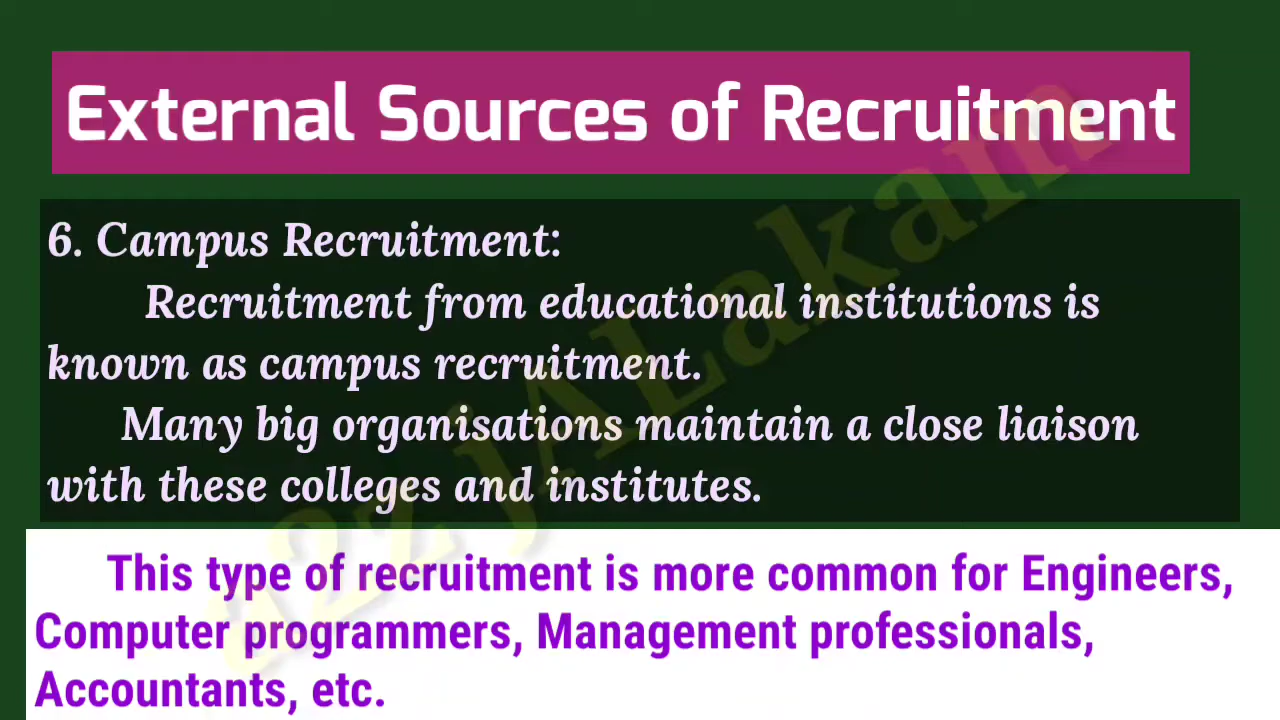 External Sources of Recruitment
6. Campus Recruitment:
Recruitment from educational institutions is
known as campus recruitment.
Many big organisations maintain a close liaison
with these colleges and institutes.
This type of recruitment is more common for Engineers,
Computer programmers, Management professionals,
Accountants, etc.
a2z jALakam